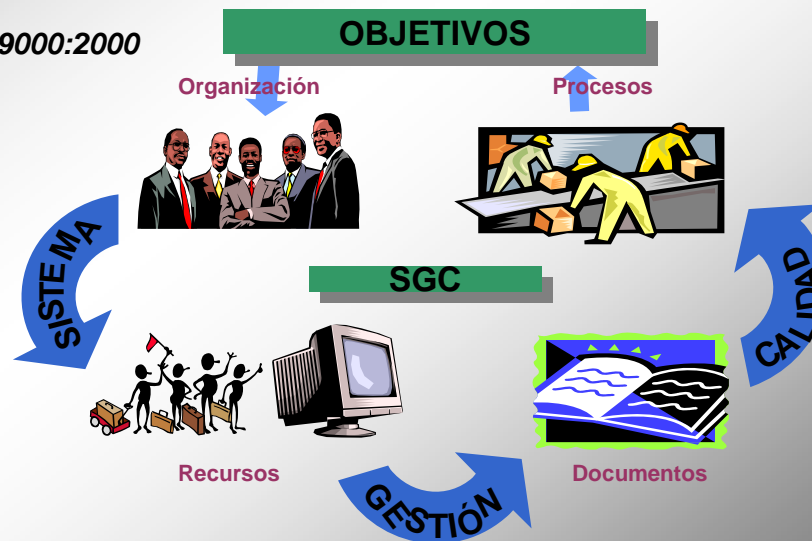 9000:2000
OBJETIVOS
Organización
Procesos
SISTEMA
SGC
CALIDAD
Recursos
Documentos
GESTIÓN